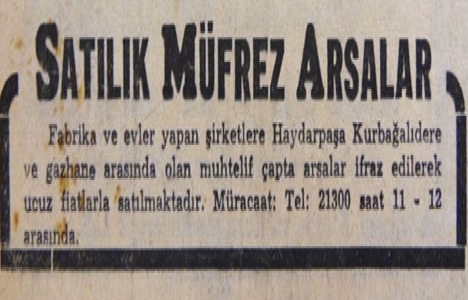 SATILIK MÜFREZ ARSALAR
Fabrika ve evler yapan şirketlere Haydarpaşa Kurbağalıdere
ve gazhane arasında olan muhtelif çapta arsalar ifraz edilerek
ucuz fiatlarla satılmaktadır. Müracaat: Tel: 21300 saat 11 - 12
arasında.